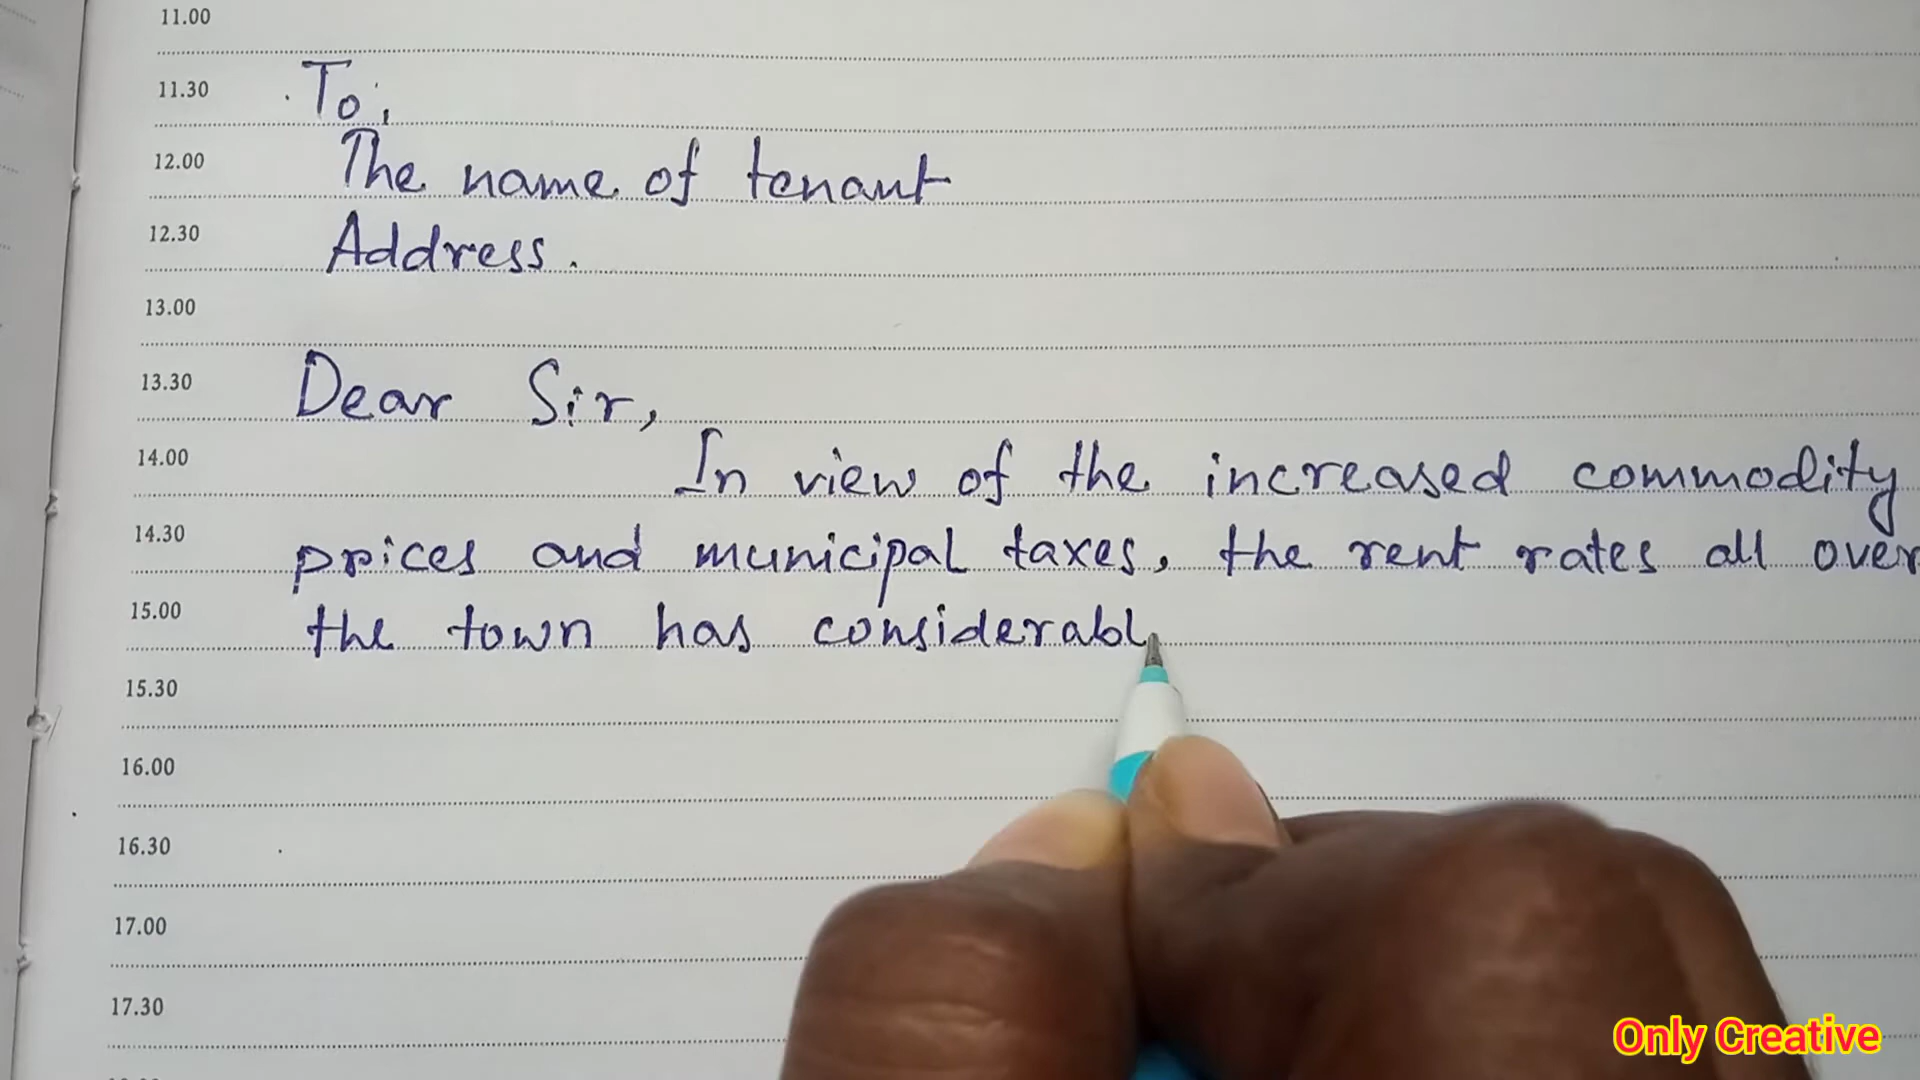 11.00
11.30 To,
12.00 The name of tenant
12.30 Address.
13.00
13.30 Dear Sir,
14.00 In view of the increased commodity
14.30 prices and municipal taxes, the rent rates all over
15.00 the town has considerabl
15.30
16.00
16.30
17.00
17.30
Only Creative